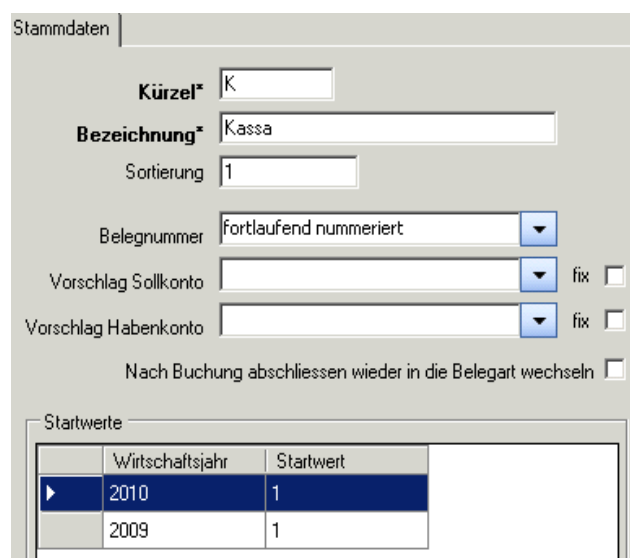 Stammdaten
Kürzel* K
Bezeichnung* Kassa
Sortierung 1
Belegnummer fortlaufend nummeriert
Vorschlag Sollkonto fix
Vorschlag Habenkonto fix
Nach Buchung abschliessen wieder in die Belegart wechseln
Startwerte
Wirtschaftsjahr Startwert
2010 1
2009 1